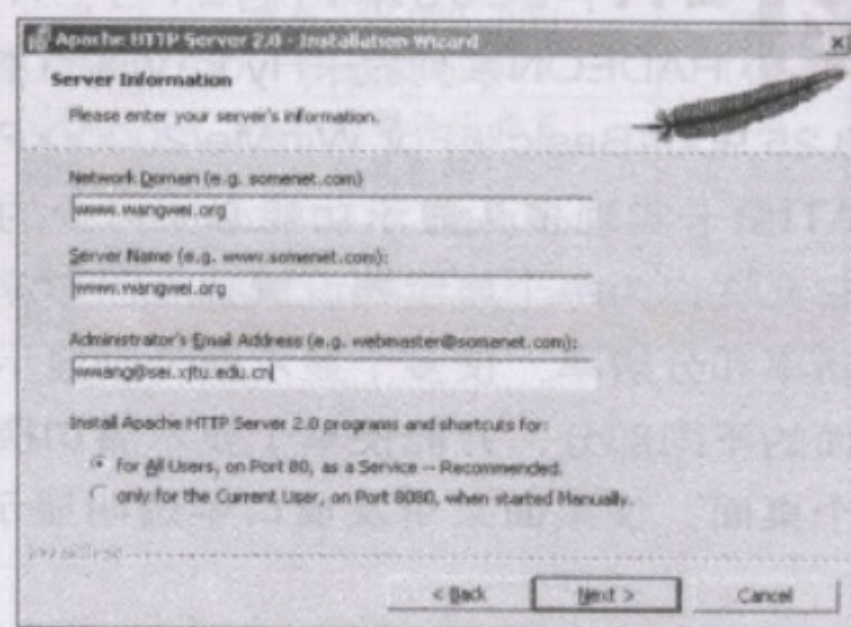 Apache HTTP Server 2.0 - Installation Wizard
Server Information
Please enter your server's information.
Network Domain (e.g. somenet.com)
www.wangwei.org
Server Name (e.g. www.somenet.com):
www.wangwei.org
Administrator's Email Address (e.g. webmaster@somenet.com):
wwang@sei.xjtu.edu.cn
Install Apache HTTP Server 2.0 programs and shortcuts for:
for All Users, on Port 80, as a Service -- Recommended.
only for the Current User, on Port 8080, when started Manually.
< Back
Next >
Cancel